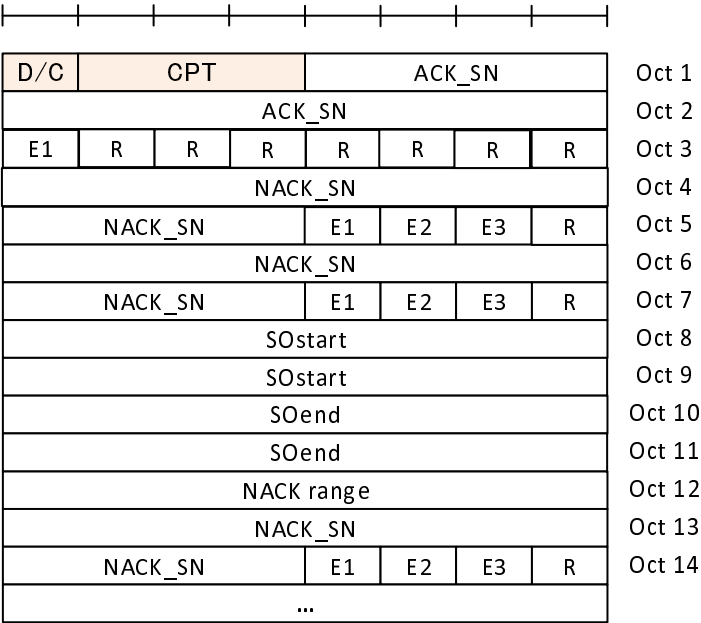 D/C CPT ACK_SN Oct 1
ACK_SN Oct 2
E1 R R R R R R R Oct 3
NACK_SN Oct 4
NACK_SN E1 E2 E3 R Oct 5
NACK_SN Oct 6
NACK_SN E1 E2 E3 R Oct 7
SOstart Oct 8
SOstart Oct 9
SOend Oct 10
SOend Oct 11
NACK range Oct 12
NACK_SN Oct 13
NACK_SN E1 E2 E3 R Oct 14
...